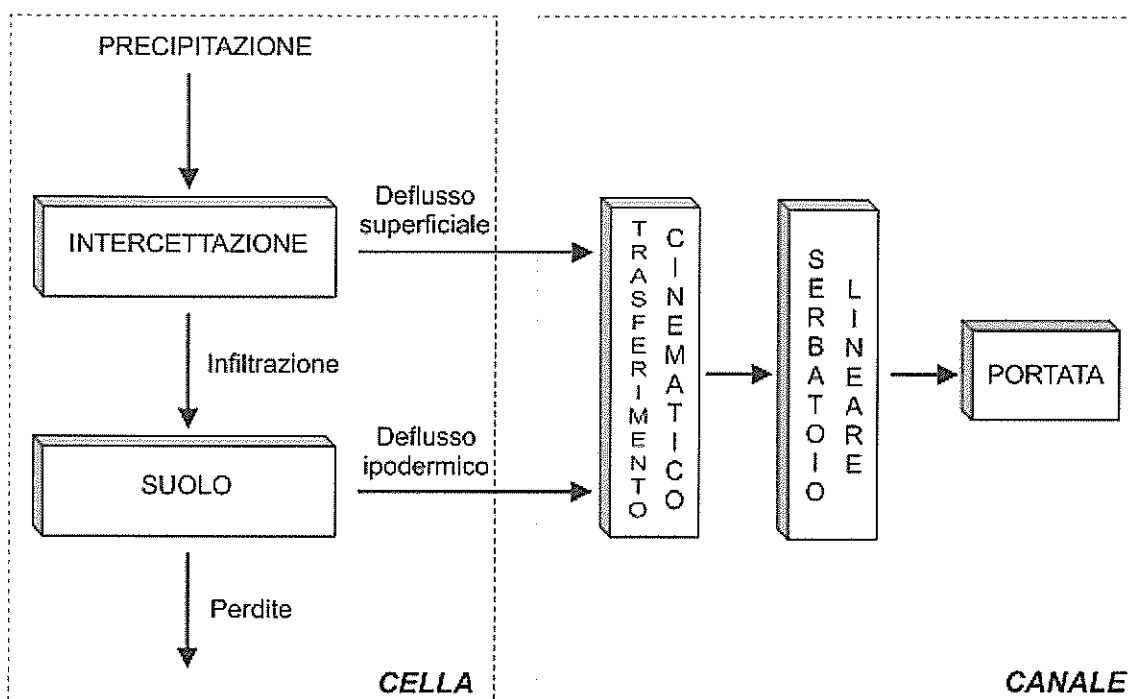 PRECIPITAZIONE
INTERCETTAZIONE
Deflusso
superficiale
Infiltrazione
SUOLO
Deflusso
ipodermico
Perdite
CELLA
TRASFERIMENTO
CINEMATICO
SERBATOIO
LINEARE
PORTATA
CANALE